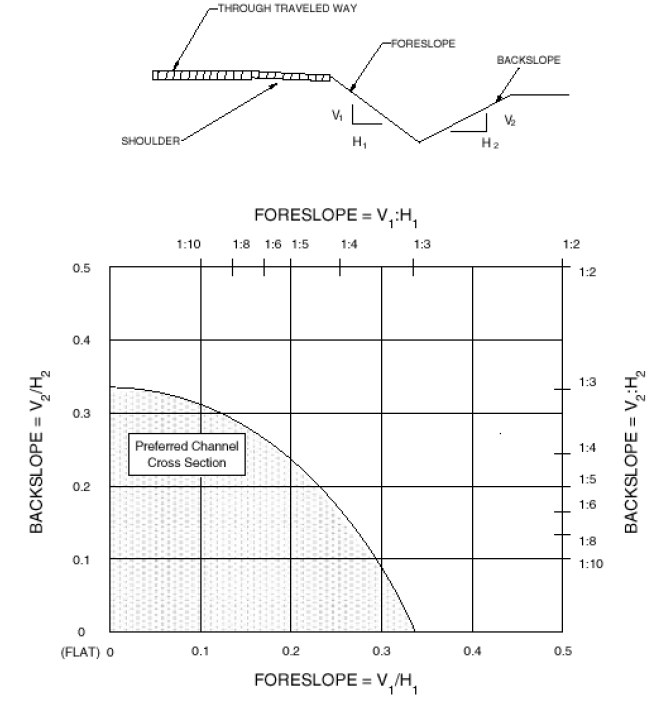 THROUGH TRAVELED WAY
FORESLOPE
BACKSLOPE
V1
H1
V2
H2
SHOULDER
FORESLOPE = V1:H1
1:10 1:8 1:6 1:5 1:4 1:3 1:2
0.5
0.4
0.3
0.2
0.1
0
BACKSLOPE = V2/H2
Preferred Channel
Cross Section
1:2
1:3
1:4
1:5
1:6
1:8
1:10
BACKSLOPE = V2:H2
(FLAT) 0 0.1 0.2 0.3 0.4 0.5
FORESLOPE = V1/H1